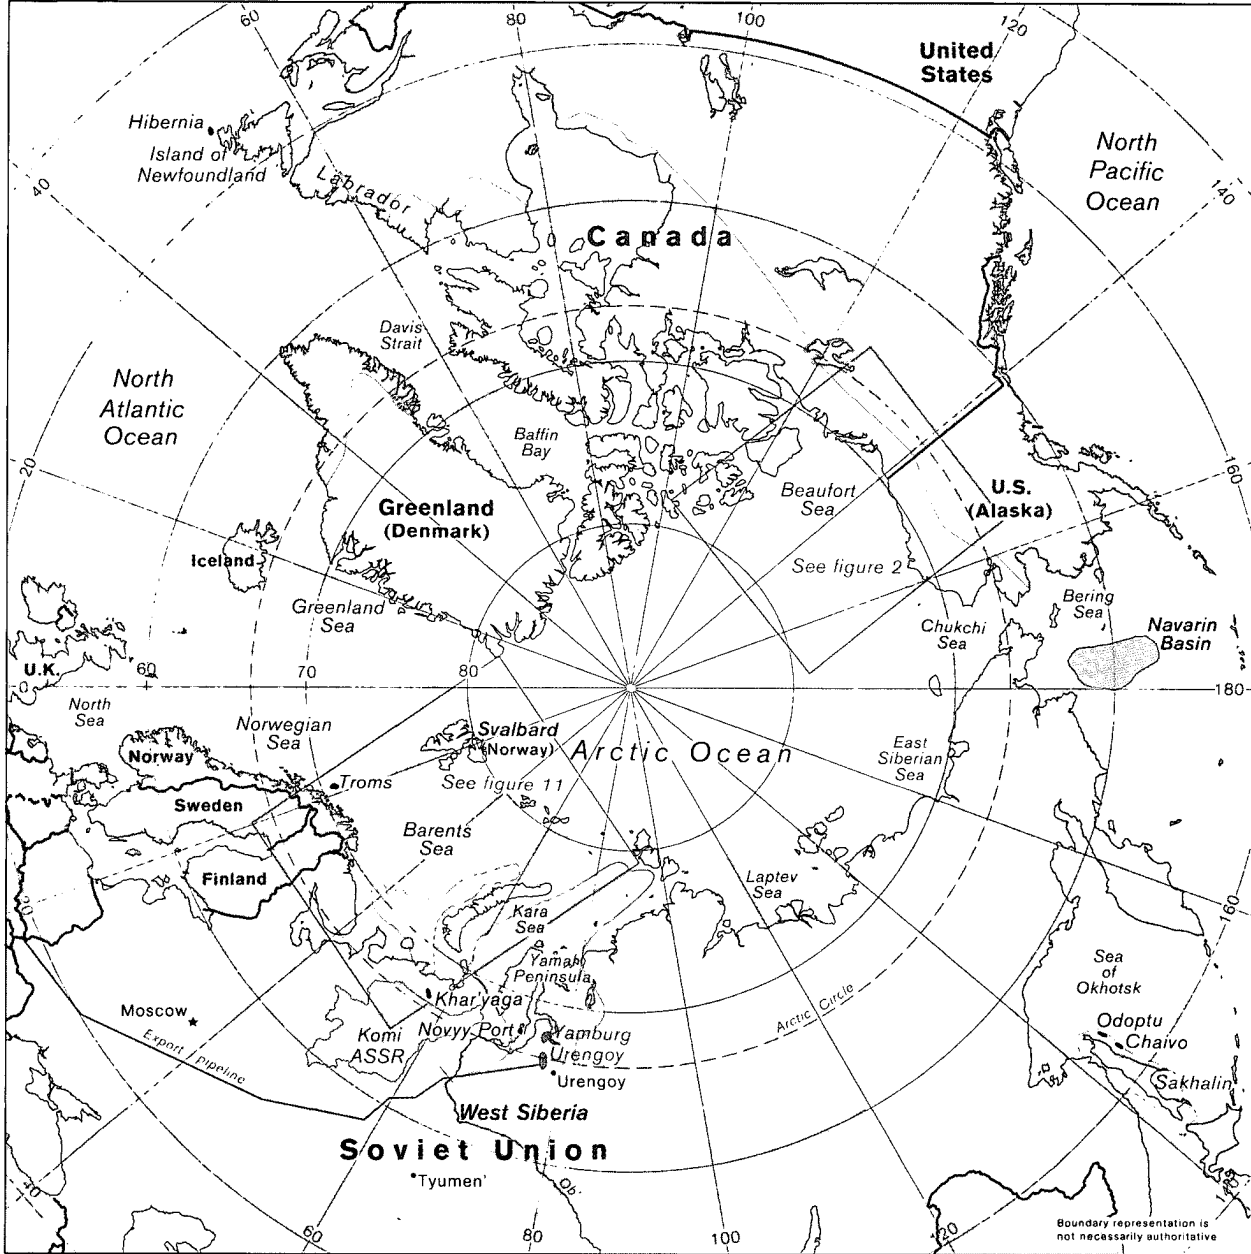 60
80
100
120
United
States
North
Pacific
Ocean
Hibernia
Island of
Newfoundland
Labrador
40
140
Canada
Davis
Strait
North
Atlantic
Ocean
Baffin
Bay
20
160
Beaufort
Sea
U.S.
(Alaska)
Greenland
(Denmark)
Iceland
See figure 2
Greenland
Sea
Chukchi
Sea
Bering
Sea
Navarin
Basin
U.K.
0
60
70
80
180
North
Sea
Norwegian
Sea
Svalbard
(Norway)
Arctic Ocean
East
Siberian
Sea
Norway
Troms
See figure 11
Sweden
Barents
Sea
Finland
Laptev
Sea
Kara
Sea
160
Yamal
Peninsula
Sea
of
Okhotsk
Moscow
Khar'yaga
Arctic Circle
Komi
ASSR
Novyy Port
Yamburg
Urengoy
Odoptu
Chaivo
Export pipeline
Urengoy
Sakhalin
West Siberia
Soviet Union
Tyumen'
Ob'
40
60
80
100
120
Boundary representation is
not necessarily authoritative